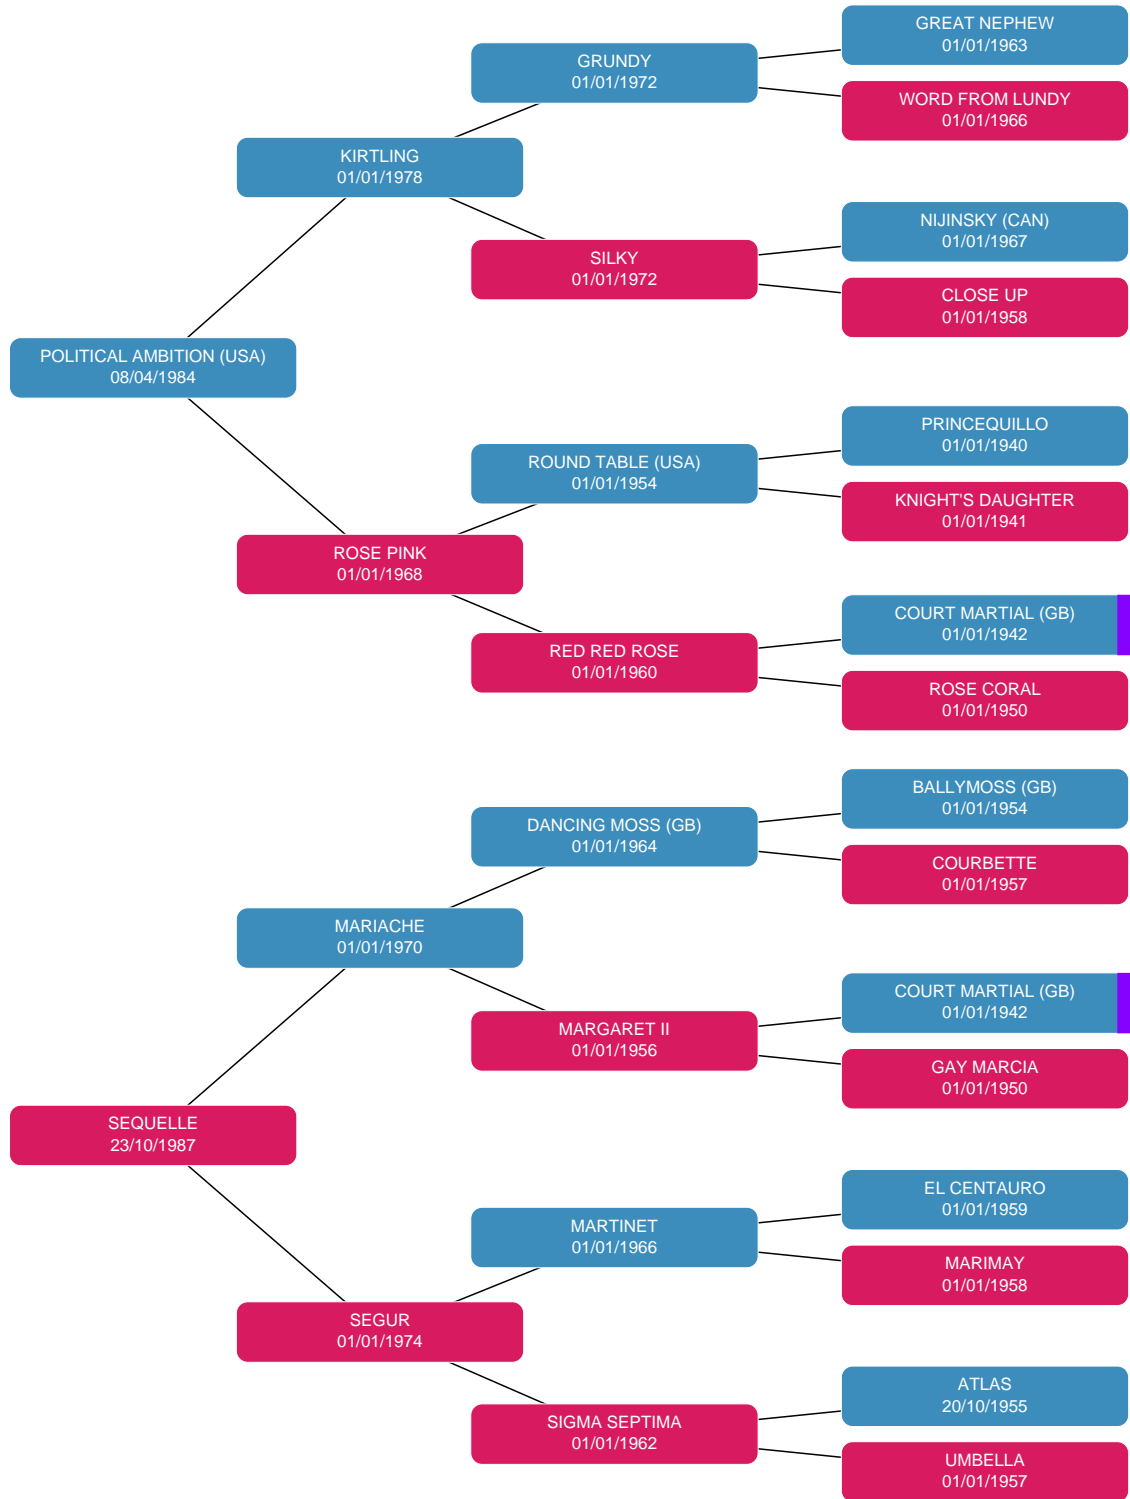 GREAT NEPHEW
01/01/1963
GRUNDY
01/01/1972
WORD FROM LUNDY
01/01/1966
KIRTLING
01/01/1978
NIJINSKY (CAN)
01/01/1967
SILKY
01/01/1972
CLOSE UP
01/01/1958
POLITICAL AMBITION (USA)
08/04/1984
PRINCEQUILLO
01/01/1940
ROUND TABLE (USA)
01/01/1954
KNIGHT'S DAUGHTER
01/01/1941
ROSE PINK
01/01/1968
COURT MARTIAL (GB)
01/01/1942
RED RED ROSE
01/01/1960
ROSE CORAL
01/01/1950
BALLYMOSS (GB)
01/01/1954
DANCING MOSS (GB)
01/01/1964
COURBETTE
01/01/1957
MARIACHE
01/01/1970
COURT MARTIAL (GB)
01/01/1942
MARGARET II
01/01/1956
GAY MARCIA
01/01/1950
SEQUELLE
23/10/1987
EL CENTAURO
01/01/1959
MARTINET
01/01/1966
MARIMAY
01/01/1958
SEGUR
01/01/1974
ATLAS
20/10/1955
SIGMA SEPTIMA
01/01/1962
UMBELLA
01/01/1957